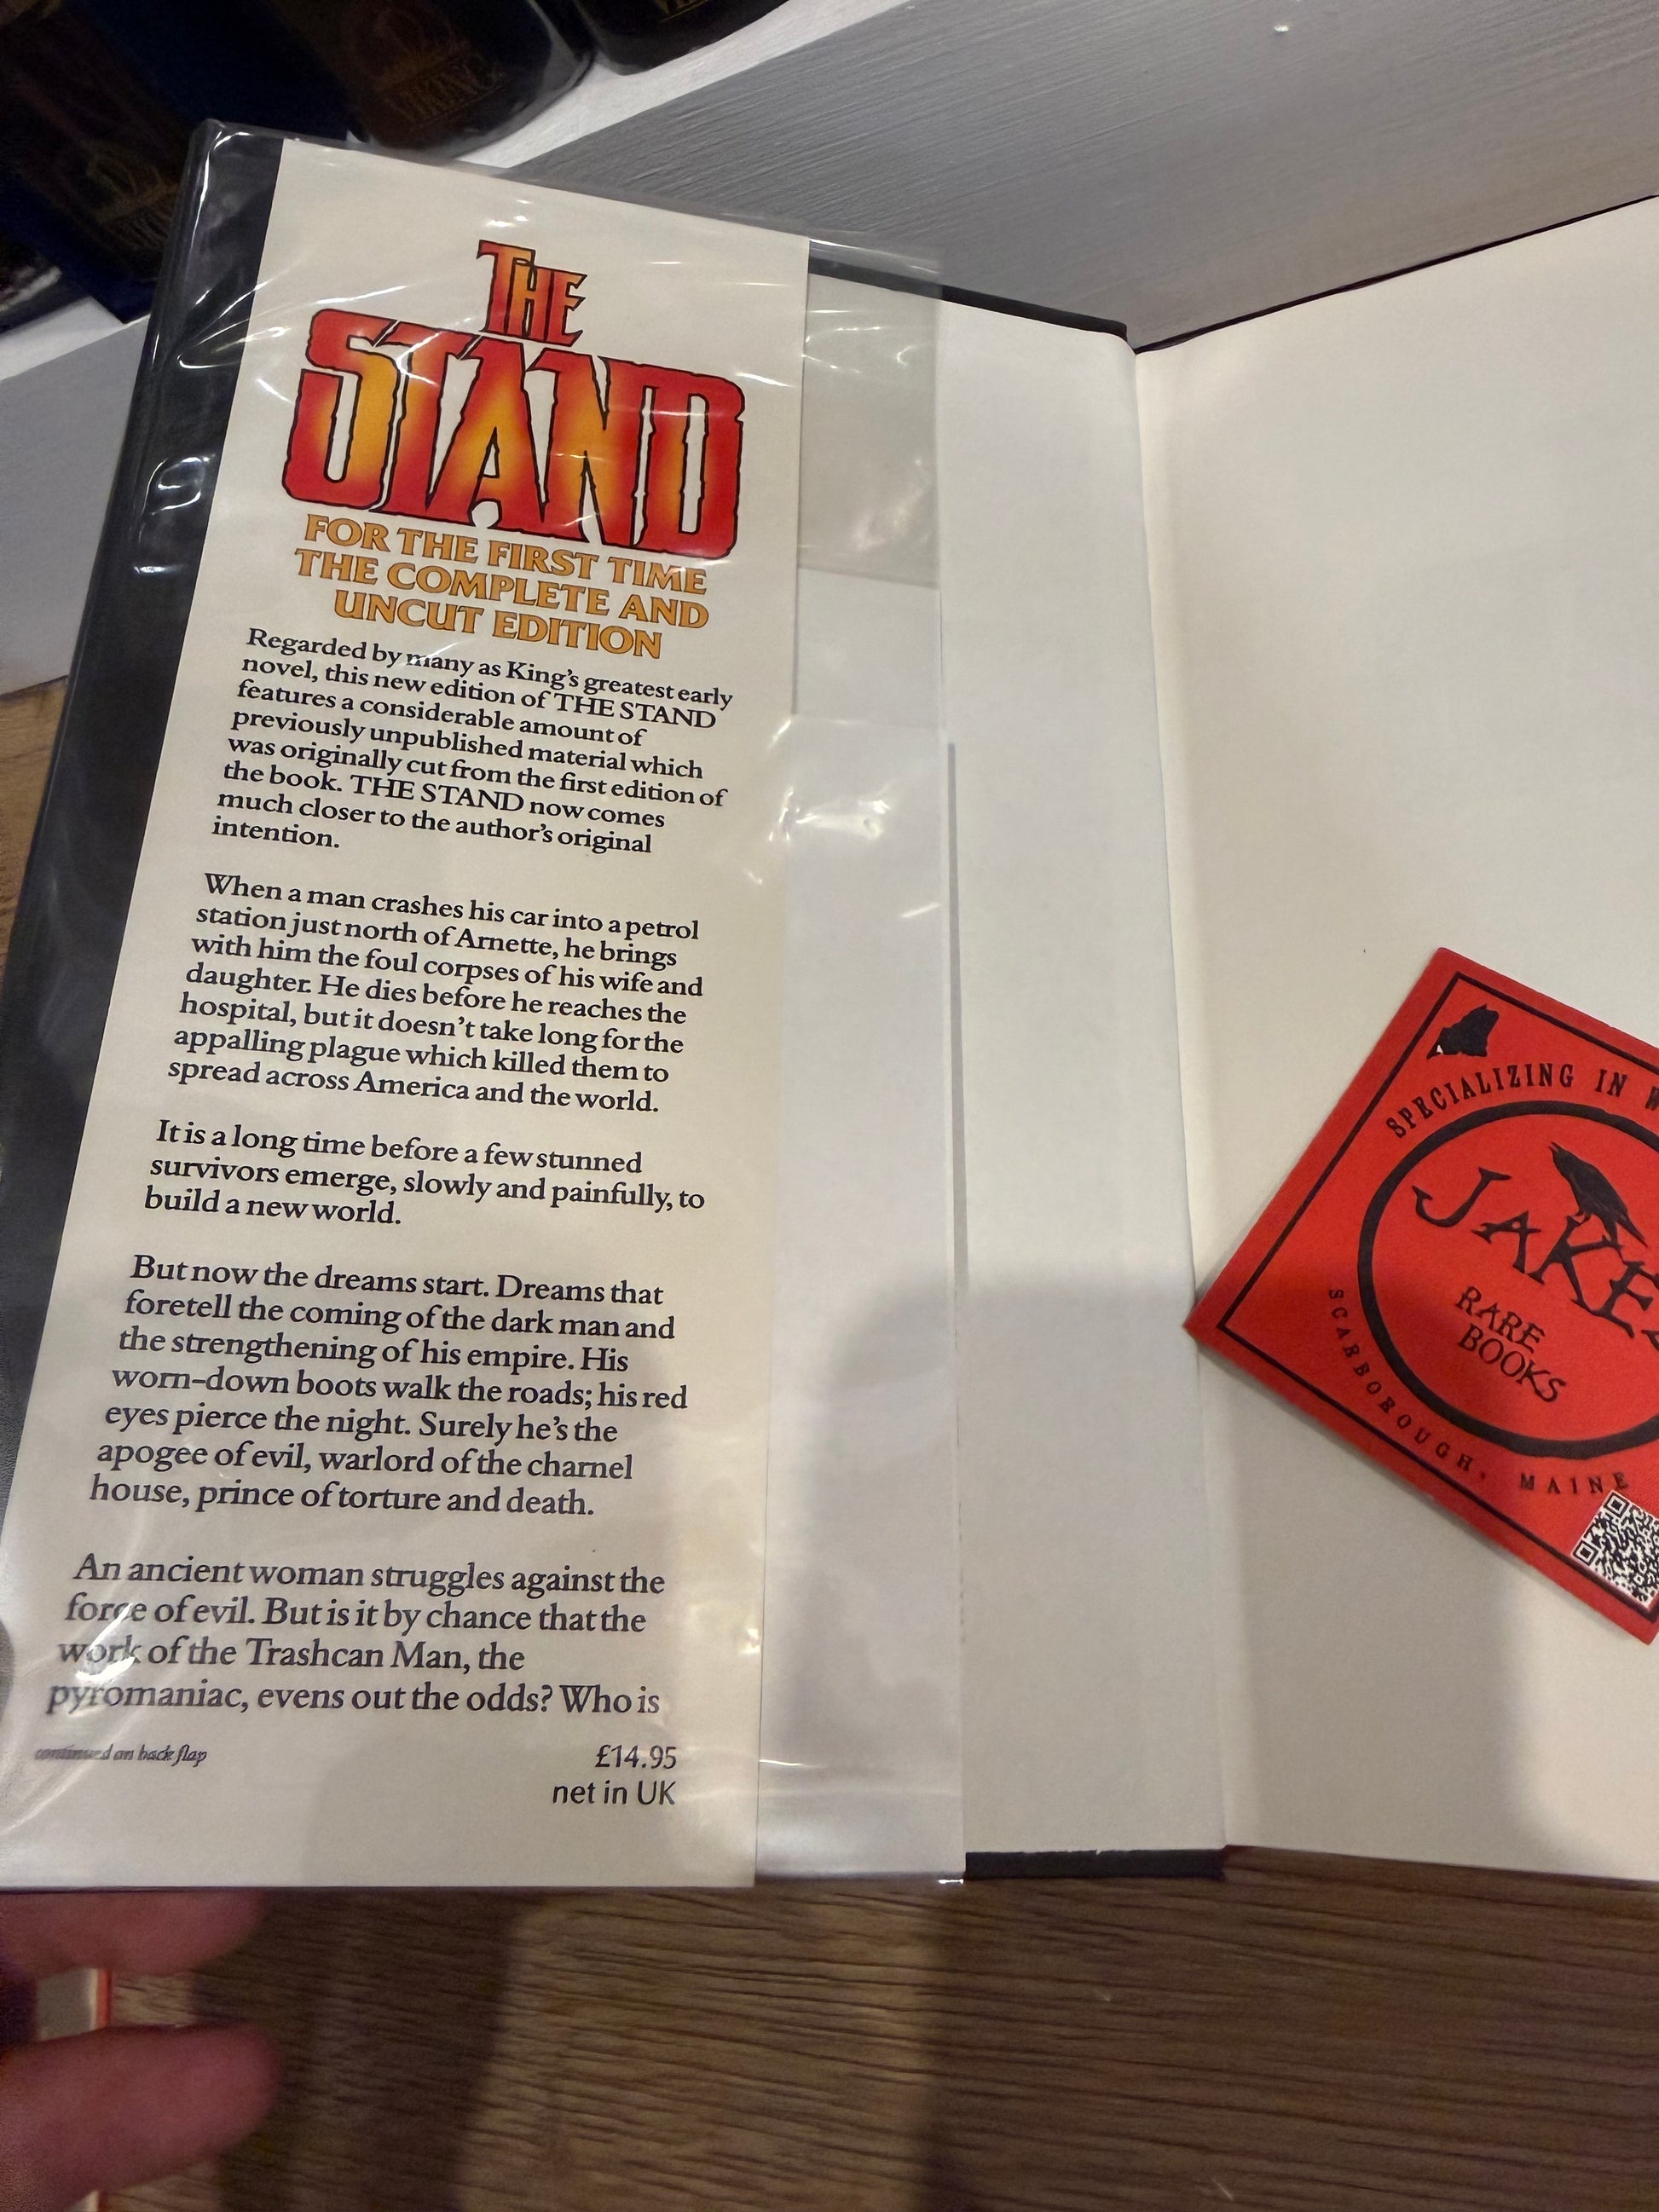 THE
STAND
FOR THE FIRST TIME
THE COMPLETE AND
UNCUT EDITION
Regarded by many as King's greatest early
novel, this new edition of THE STAND
features a considerable amount of
previously unpublished material which
was originally cut from the first edition of
the book. THE STAND now comes
much closer to the author's original
intention.
When a man crashes his car into a petrol
station just north of Arnette, he brings
with him the foul corpses of his wife and
daughter. He dies before he reaches the
hospital, but it doesn't take long for the
appalling plague which killed them to
spread across America and the world.
It is a long time before a few stunned
survivors emerge, slowly and painfully, to
build a new world.
But now the dreams start. Dreams that
foretell the coming of the dark man and
the strengthening of his empire. His
worn-down boots walk the roads; his red
eyes pierce the night. Surely he's the
apogee of evil, warlord of the charnel
house, prince of torture and death.
An ancient woman struggles against the
force of evil. But is it by chance that the
work of the Trashcan Man, the
pyromaniac, evens out the odds? Who is
continued on back flap
£14.95
net in UK
SPECIALIZING IN
JAKE
RARE
BOOKS
SCARBOROUGH, MAINE
VIKING